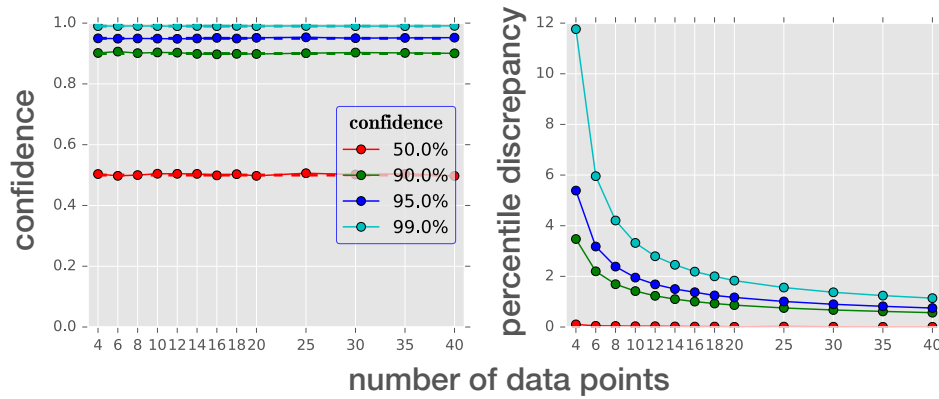 confidence
1.0
0.8
0.6
0.4
0.2
0.0
confidence
50.0%
90.0%
95.0%
99.0%
4 6 8 10 12 14 16 18 20 25 30 35 40
percentile discrepancy
12
10
8
6
4
2
0
4 6 8 10 12 14 16 18 20 25 30 35 40
number of data points